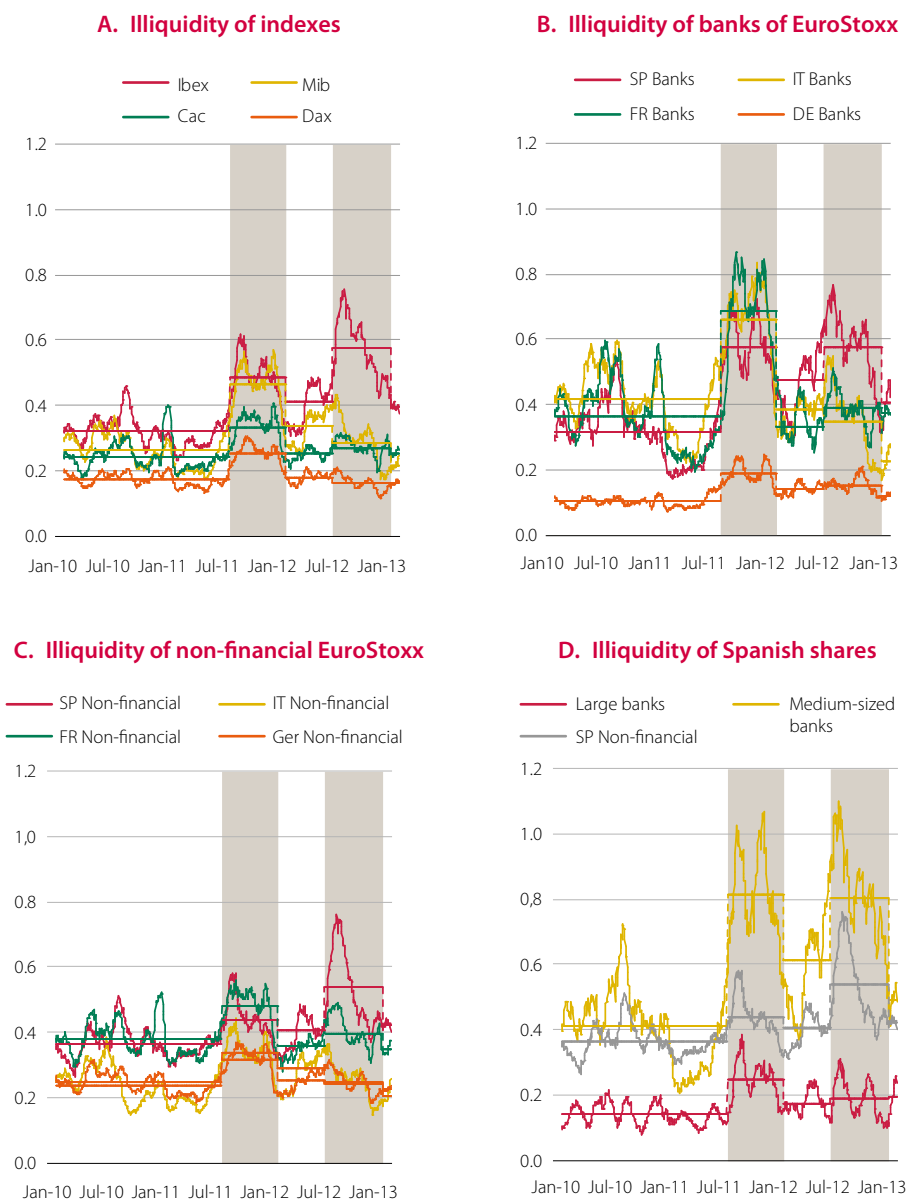 A. Illiquidity of indexes
Ibex Mib
Cac Dax
1.2
1.0
0.8
0.6
0.4
0.2
0.0
Jan-10 Jul-10 Jan-11 Jul-11 Jan-12 Jul-12 Jan-13
B. Illiquidity of banks of EuroStoxx
SP Banks IT Banks
FR Banks DE Banks
1.2
1.0
0.8
0.6
0.4
0.2
0.0
Jan10 Jul-10 Jan11 Jul-11 Jan-12 Jul-12 Jan-13
C. Illiquidity of non-financial EuroStoxx
SP Non-financial IT Non-financial
FR Non-financial Ger Non-financial
1,2
1,0
0.8
0.6
0.4
0.2
0.0
Jan-10 Jul-10 Jan-11 Jul-11 Jan-12 Jul-12 Jan-13
D. Illiquidity of Spanish shares
Large banks Medium-sized
banks
SP Non-financial
1.2
1.0
0.8
0.6
0.4
0.2
0.0
Jan-10 Jul-10 Jan-11 Jul-11 Jan-12 Jul-12 Jan-13